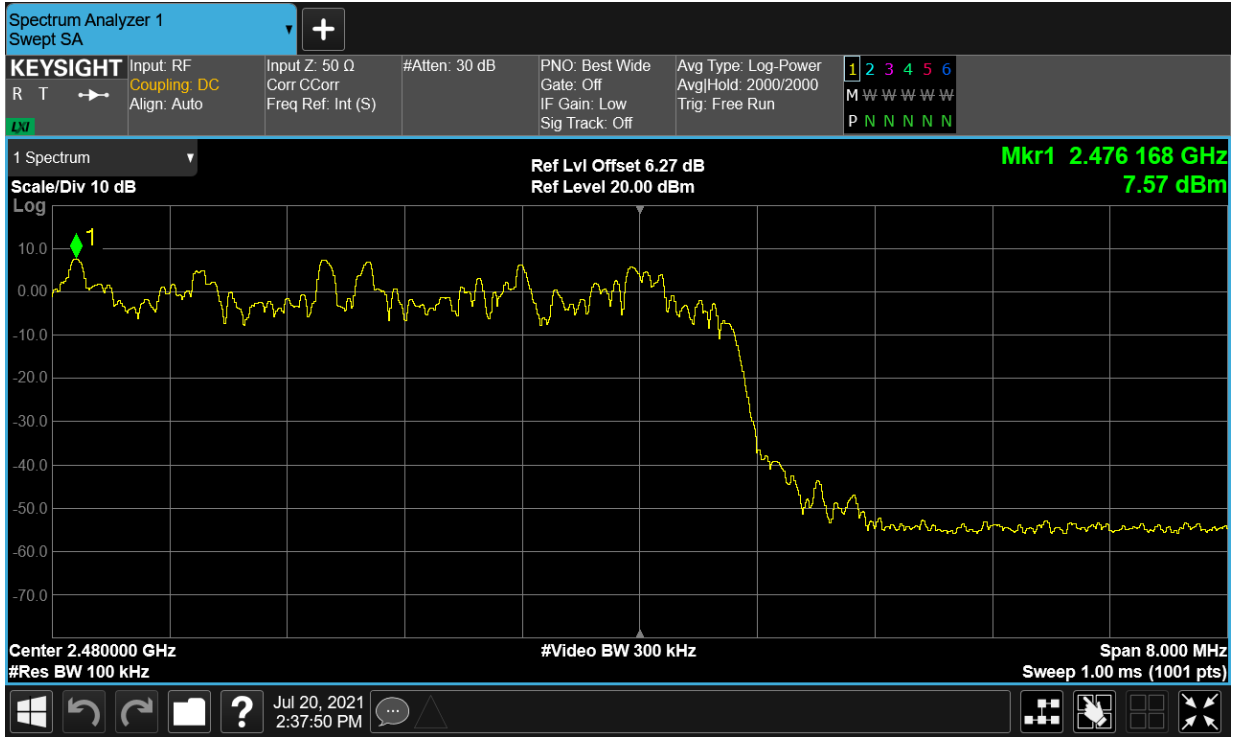 Spectrum Analyzer 1
Swept SA
KEYSIGHT
R T
LXI
Input: RF
Coupling: DC
Align: Auto
Input Z: 50 Ω
Corr CCorr
Freq Ref: Int (S)
#Atten: 30 dB
PNO: Best Wide
Gate: Off
IF Gain: Low
Sig Track: Off
Avg Type: Log-Power
Avg|Hold: 2000/2000
Trig: Free Run
1 2 3 4 5 6
M W W W W W
P N N N N N
1 Spectrum
Scale/Div 10 dB
Log
Ref Lvl Offset 6.27 dB
Ref Level 20.00 dBm
Mkr1 2.476 168 GHz
7.57 dBm
1
10.0
0.00
-10.0
-20.0
-30.0
-40.0
-50.0
-60.0
-70.0
Center 2.480000 GHz
#Res BW 100 kHz
#Video BW 300 kHz
Span 8.000 MHz
Sweep 1.00 ms (1001 pts)
?
Jul 20, 2021
2:37:50 PM